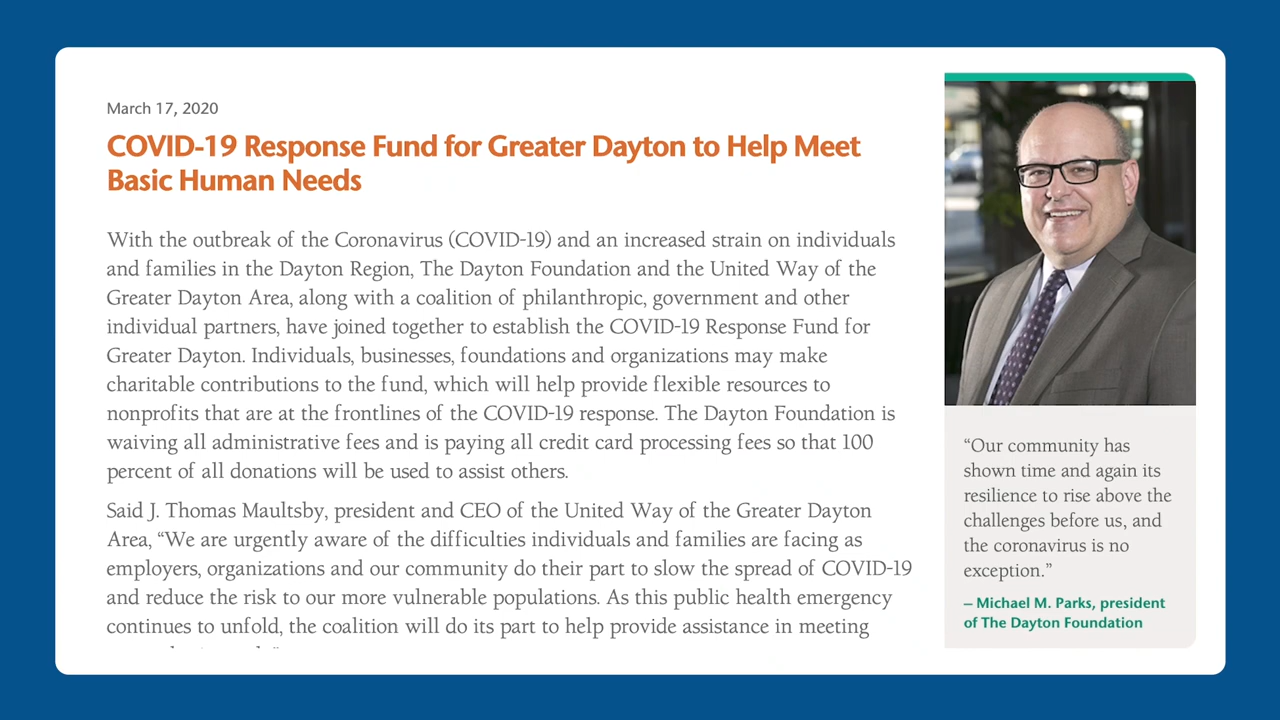 March 17, 2020
COVID-19 Response Fund for Greater Dayton to Help Meet
Basic Human Needs
With the outbreak of the Coronavirus (COVID-19) and an increased strain on individuals
and families in the Dayton Region, The Dayton Foundation and the United Way of the
Greater Dayton Area, along with a coalition of philanthropic, government and other
individual partners, have joined together to establish the COVID-19 Response Fund for
Greater Dayton. Individuals, businesses, foundations and organizations may make
charitable contributions to the fund, which will help provide flexible resources to
nonprofits that are at the frontlines of the COVID-19 response. The Dayton Foundation is
waiving all administrative fees and is paying all credit card processing fees so that 100
percent of all donations will be used to assist others.
Said J. Thomas Maultsby, president and CEO of the United Way of the Greater Dayton
Area, “We are urgently aware of the difficulties individuals and families are facing as
employers, organizations and our community do their part to slow the spread of COVID-19
and reduce the risk to our more vulnerable populations. As this public health emergency
continues to unfold, the coalition will do its part to help provide assistance in meeting
“Our community has
shown time and again its
resilience to rise above the
challenges before us, and
the coronavirus is no
exception.”
– Michael M. Parks, president
of The Dayton Foundation